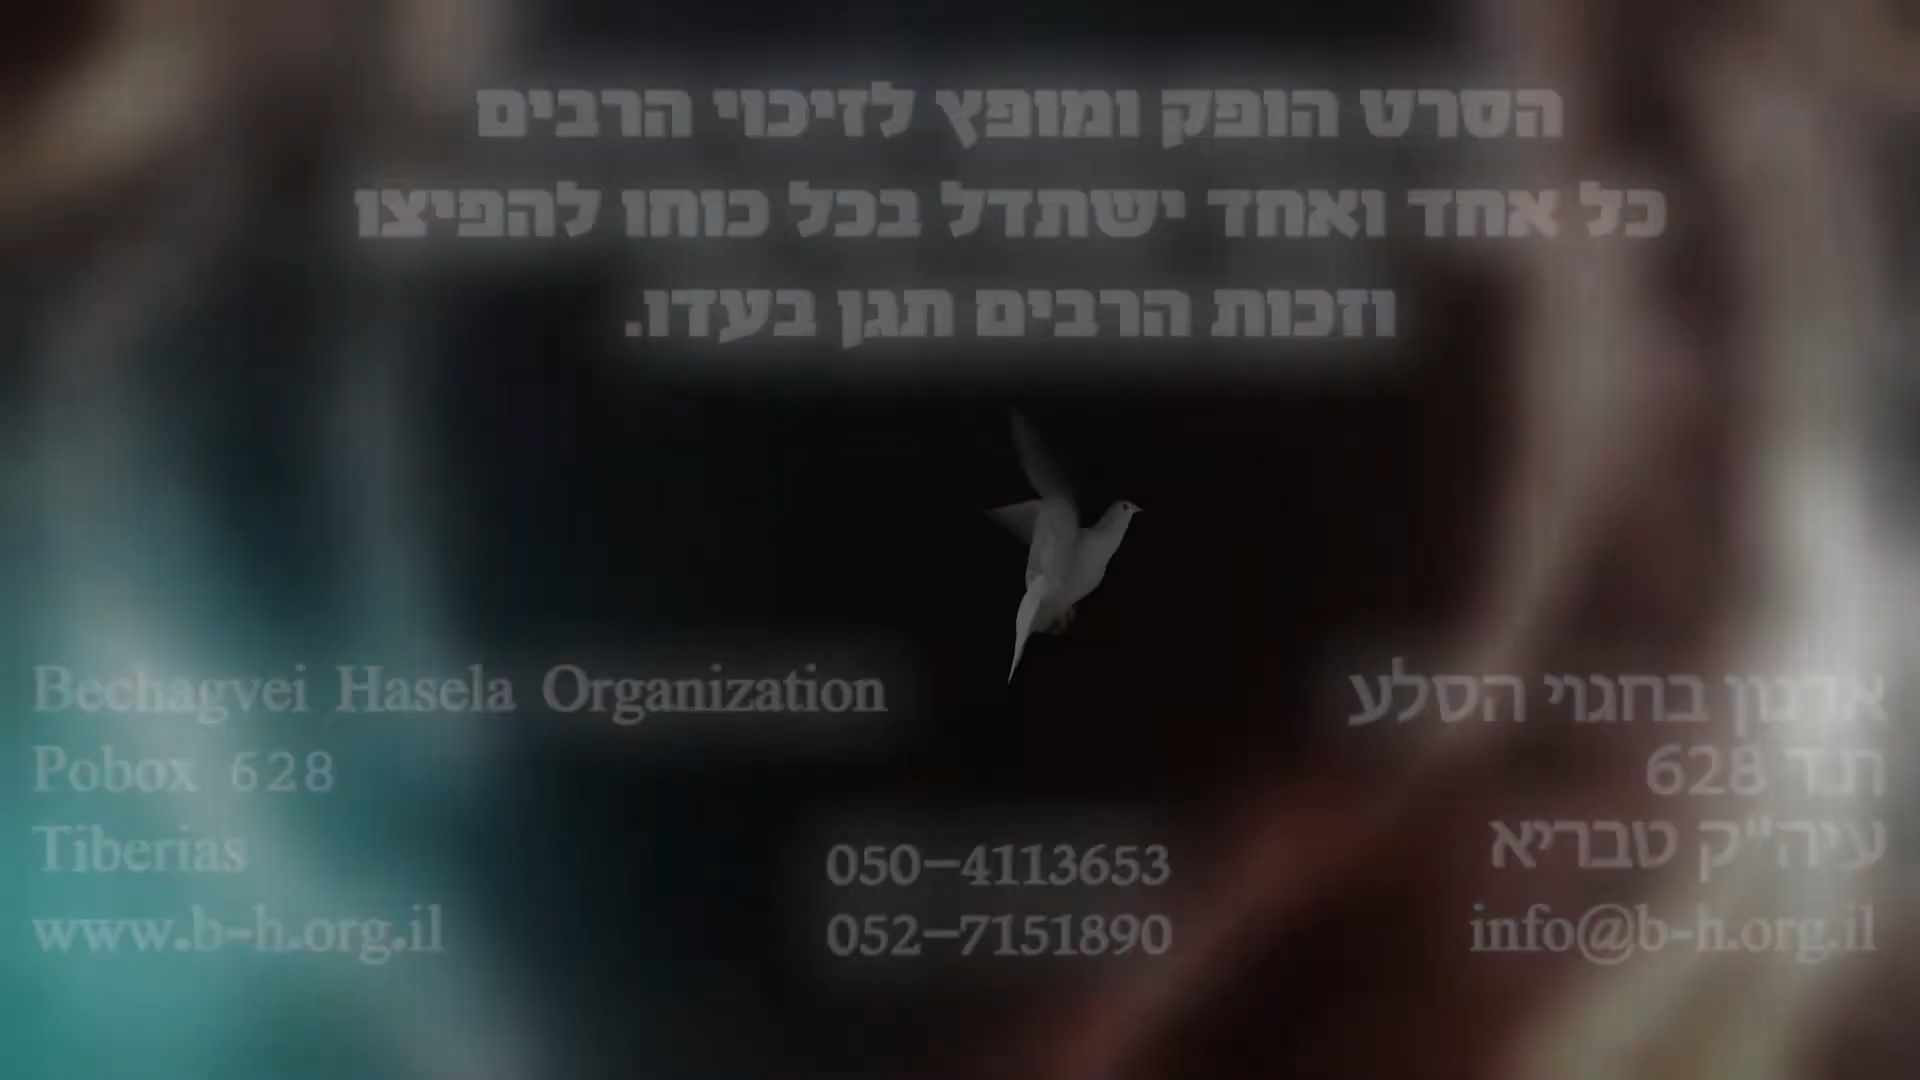 הסרט הופק ומופץ לזיכוי הרבים
כל אחד ואחד ישתדל בכל כוחו להפיצו
וזכות הרבים תגן בעדו.
Bechagvei Hasela Organization
Pobox 628
Tiberias
www.b-h.org.il
050-4113653
052-7151890
ארגון בחגוי הסלע
ת.ד 628
עיה"ק טבריא
info@b-h.org.il